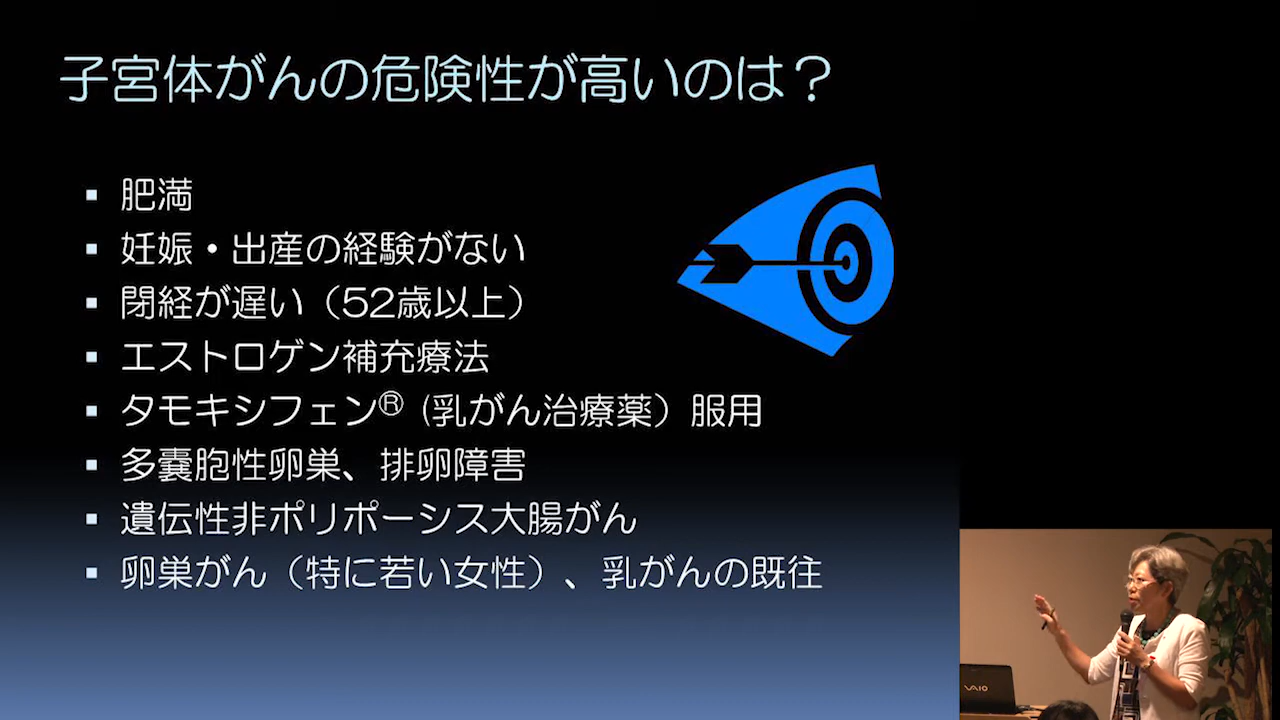 子宮体がんの危険性が高いのは？
▪ 肥満
▪ 妊娠・出産の経験がない
▪ 閉経が遅い（52歳以上）
▪ エストロゲン補充療法
▪ タモキシフェン® (乳がん治療薬）服用
▪ 多嚢胞性卵巣、排卵障害
▪ 遺伝性非ポリポーシス大腸がん
▪ 卵巣がん（特に若い女性）、乳がんの既往
VAIO